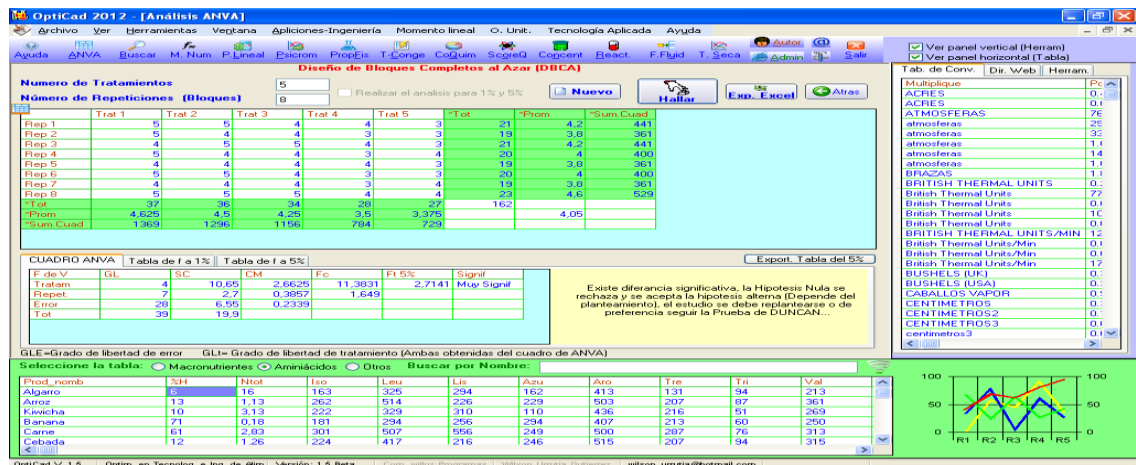 OptiCad 2012 - [Análisis ANVA]
Archivo Ver Herramientas Ventana Apliciones-Ingeniería Momento lineal O. Unit. Tecnología Aplicada Ayuda
Ayuda ANVA Buscar M. Num P.Lineal Psicrom PropFis T-Conge CoQuim ScoreQ Concent React. F.Fluid T. Seca Autor Admin Salir
Ver panel vertical (Herram)
Ver panel horizontal (Tabla)
Diseño de Bloques Completos al Azar (DBCA)
Numero de Tratamientos 5
Número de Repeticiones (Bloques) 8
Realizar el analisis para 1% y 5%
Nuevo
Hallar
Exp. Excel
Atras
Trat 1 Trat 2 Trat 3 Trat 4 Trat 5 *Tot *Prom *Sum.Cuad
Rep 1 5 5 4 4 3 21 4,2 441
Rep 2 5 4 4 3 3 19 3,8 361
Rep 3 4 5 5 4 3 21 4,2 441
Rep 4 5 4 4 3 4 20 4 400
Rep 5 4 4 4 4 3 19 3,8 361
Rep 6 5 5 4 3 3 20 4 400
Rep 7 4 4 4 3 4 19 3,8 361
Rep 8 5 5 5 4 4 23 4,6 529
*Tot 37 36 34 28 27 162
*Prom 4,625 4,5 4,25 3,5 3,375 4,05
*Sum.Cuad 1369 1296 1156 784 729
CUADRO ANVA Tabla de f a 1% Tabla de f a 5%
Export. Tabla del 5%
F de V GL SC CM Fc Ft 5% Signif
Tratam 4 10,65 2,6625 11,3831 2,7141 Muy Signif
Repet. 7 2,7 0,3857 1,649
Error 28 6,55 0,2339
Tot 39 19,9
Existe diferancia significativa, la Hipotesis Nula se
rechaza y se acepta la hipotesis alterna (Depende del
planteamiento), el estudio se debe replantearse o de
preferencia seguir la Prueba de DUNCAN...
GLE=Grado de libertad de error GLt= Grado de libertad de tratamiento (Ambas obtenidas del cuadro de ANVA)
Tab. de Conv. Dir. Web Herram.
Multiplique
ACRES
ACRES
ATMOSFERAS
atmosferas
atmosferas
atmosferas
atmosferas
atmosferas
BRAZAS
BRITISH THERMAL UNITS
British Thermal Units
British Thermal Units
British Thermal Units
British Thermal Units
BRITISH THERMAL UNITS/MIN
British Thermal Units/Min
British Thermal Units/Min
British Thermal Units/Min
BUSHELS (UK)
BUSHELS (USA)
CABALLOS VAPOR
CENTIMETROS
CENTIMETROS2
CENTIMETROS3
centimetros3
Seleccione la tabla: Macronutrientes Aminiácidos Otros Buscar por Nombre:
Prod_nomb %H Ntot Iso Leu Lis Azu Aro Tre Tri Val
Algarro 6 16 163 325 294 162 413 131 94 213
Arroz 13 1,13 262 514 226 229 503 207 87 361
Kiwicha 10 3,13 222 329 310 110 436 216 51 269
Banana 71 0,18 181 294 256 294 407 213 60 250
Carne 61 2,83 301 507 556 249 500 287 76 313
Cebada 12 1,26 224 417 216 246 515 207 94 315
100 100
50 50
0 0
R1 R2 R3 R4 R5
OptiCad V. 1.5 Optim. en Tecnolog. e Ing. de Alim Versión: 1.5 Beta wilson_urrutia@hotmail.com